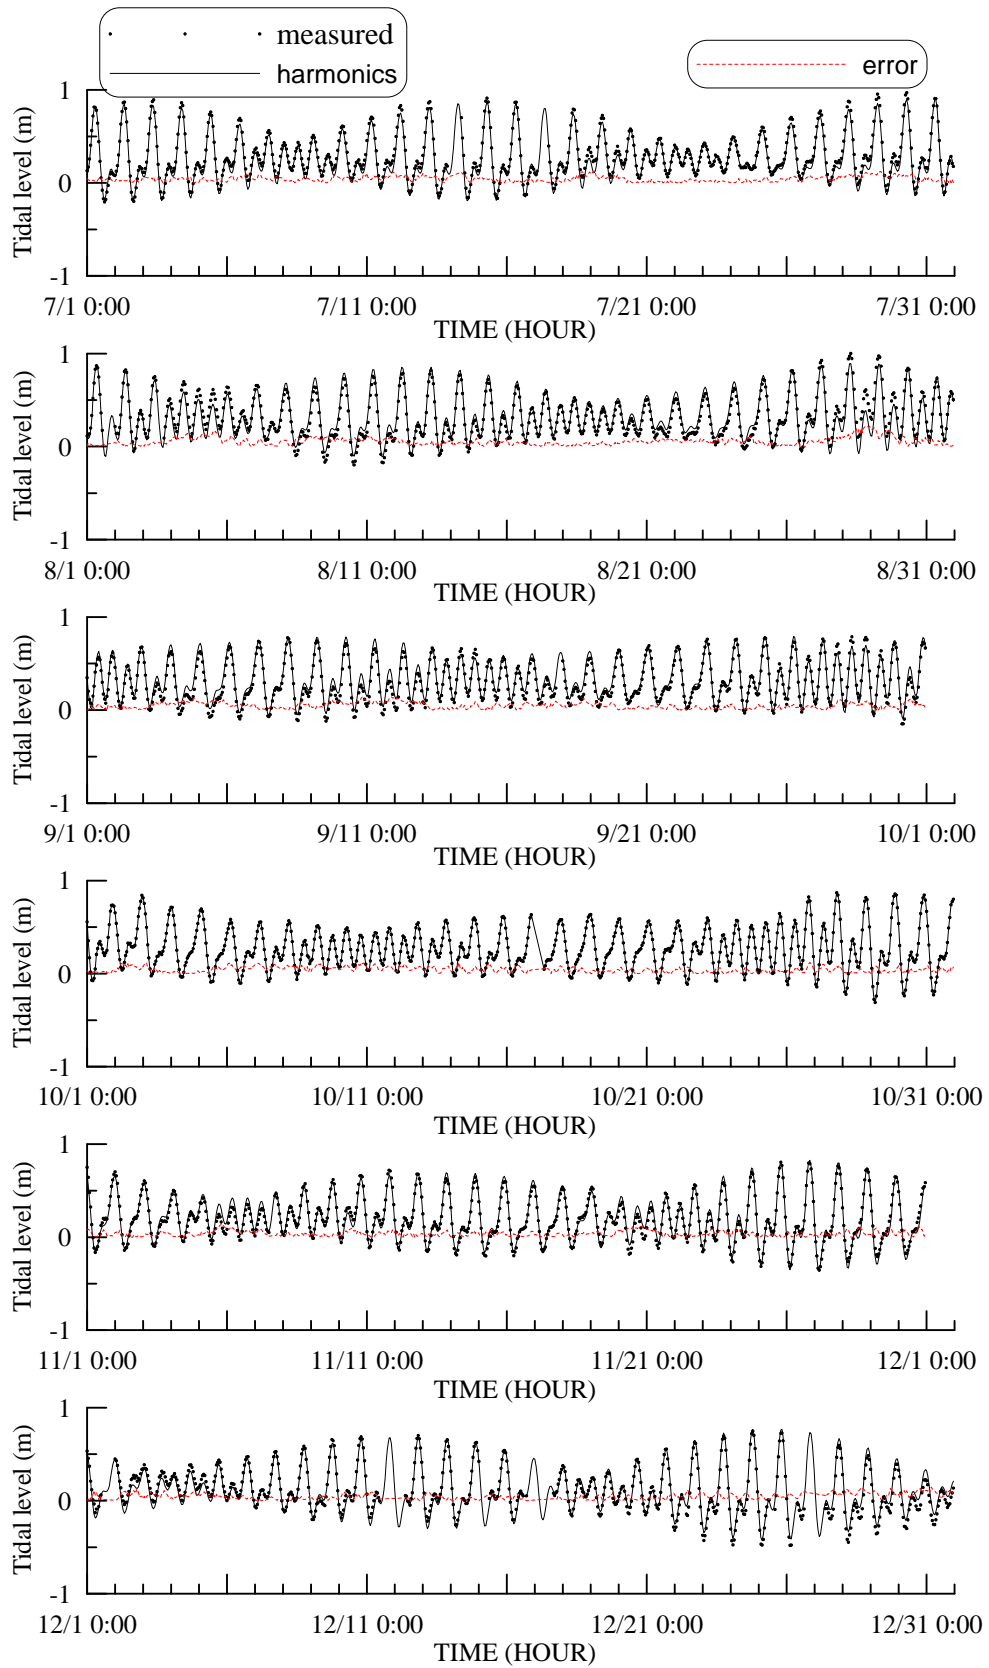 measured
harmonics
error
Tidal level (m)
1
0
-1
7/1 0:00 7/11 0:00 7/21 0:00 7/31 0:00
TIME (HOUR)
Tidal level (m)
1
0
-1
8/1 0:00 8/11 0:00 8/21 0:00 8/31 0:00
TIME (HOUR)
Tidal level (m)
1
0
-1
9/1 0:00 9/11 0:00 9/21 0:00 10/1 0:00
TIME (HOUR)
Tidal level (m)
1
0
-1
10/1 0:00 10/11 0:00 10/21 0:00 10/31 0:00
TIME (HOUR)
Tidal level (m)
1
0
-1
11/1 0:00 11/11 0:00 11/21 0:00 12/1 0:00
TIME (HOUR)
Tidal level (m)
1
0
-1
12/1 0:00 12/11 0:00 12/21 0:00 12/31 0:00
TIME (HOUR)